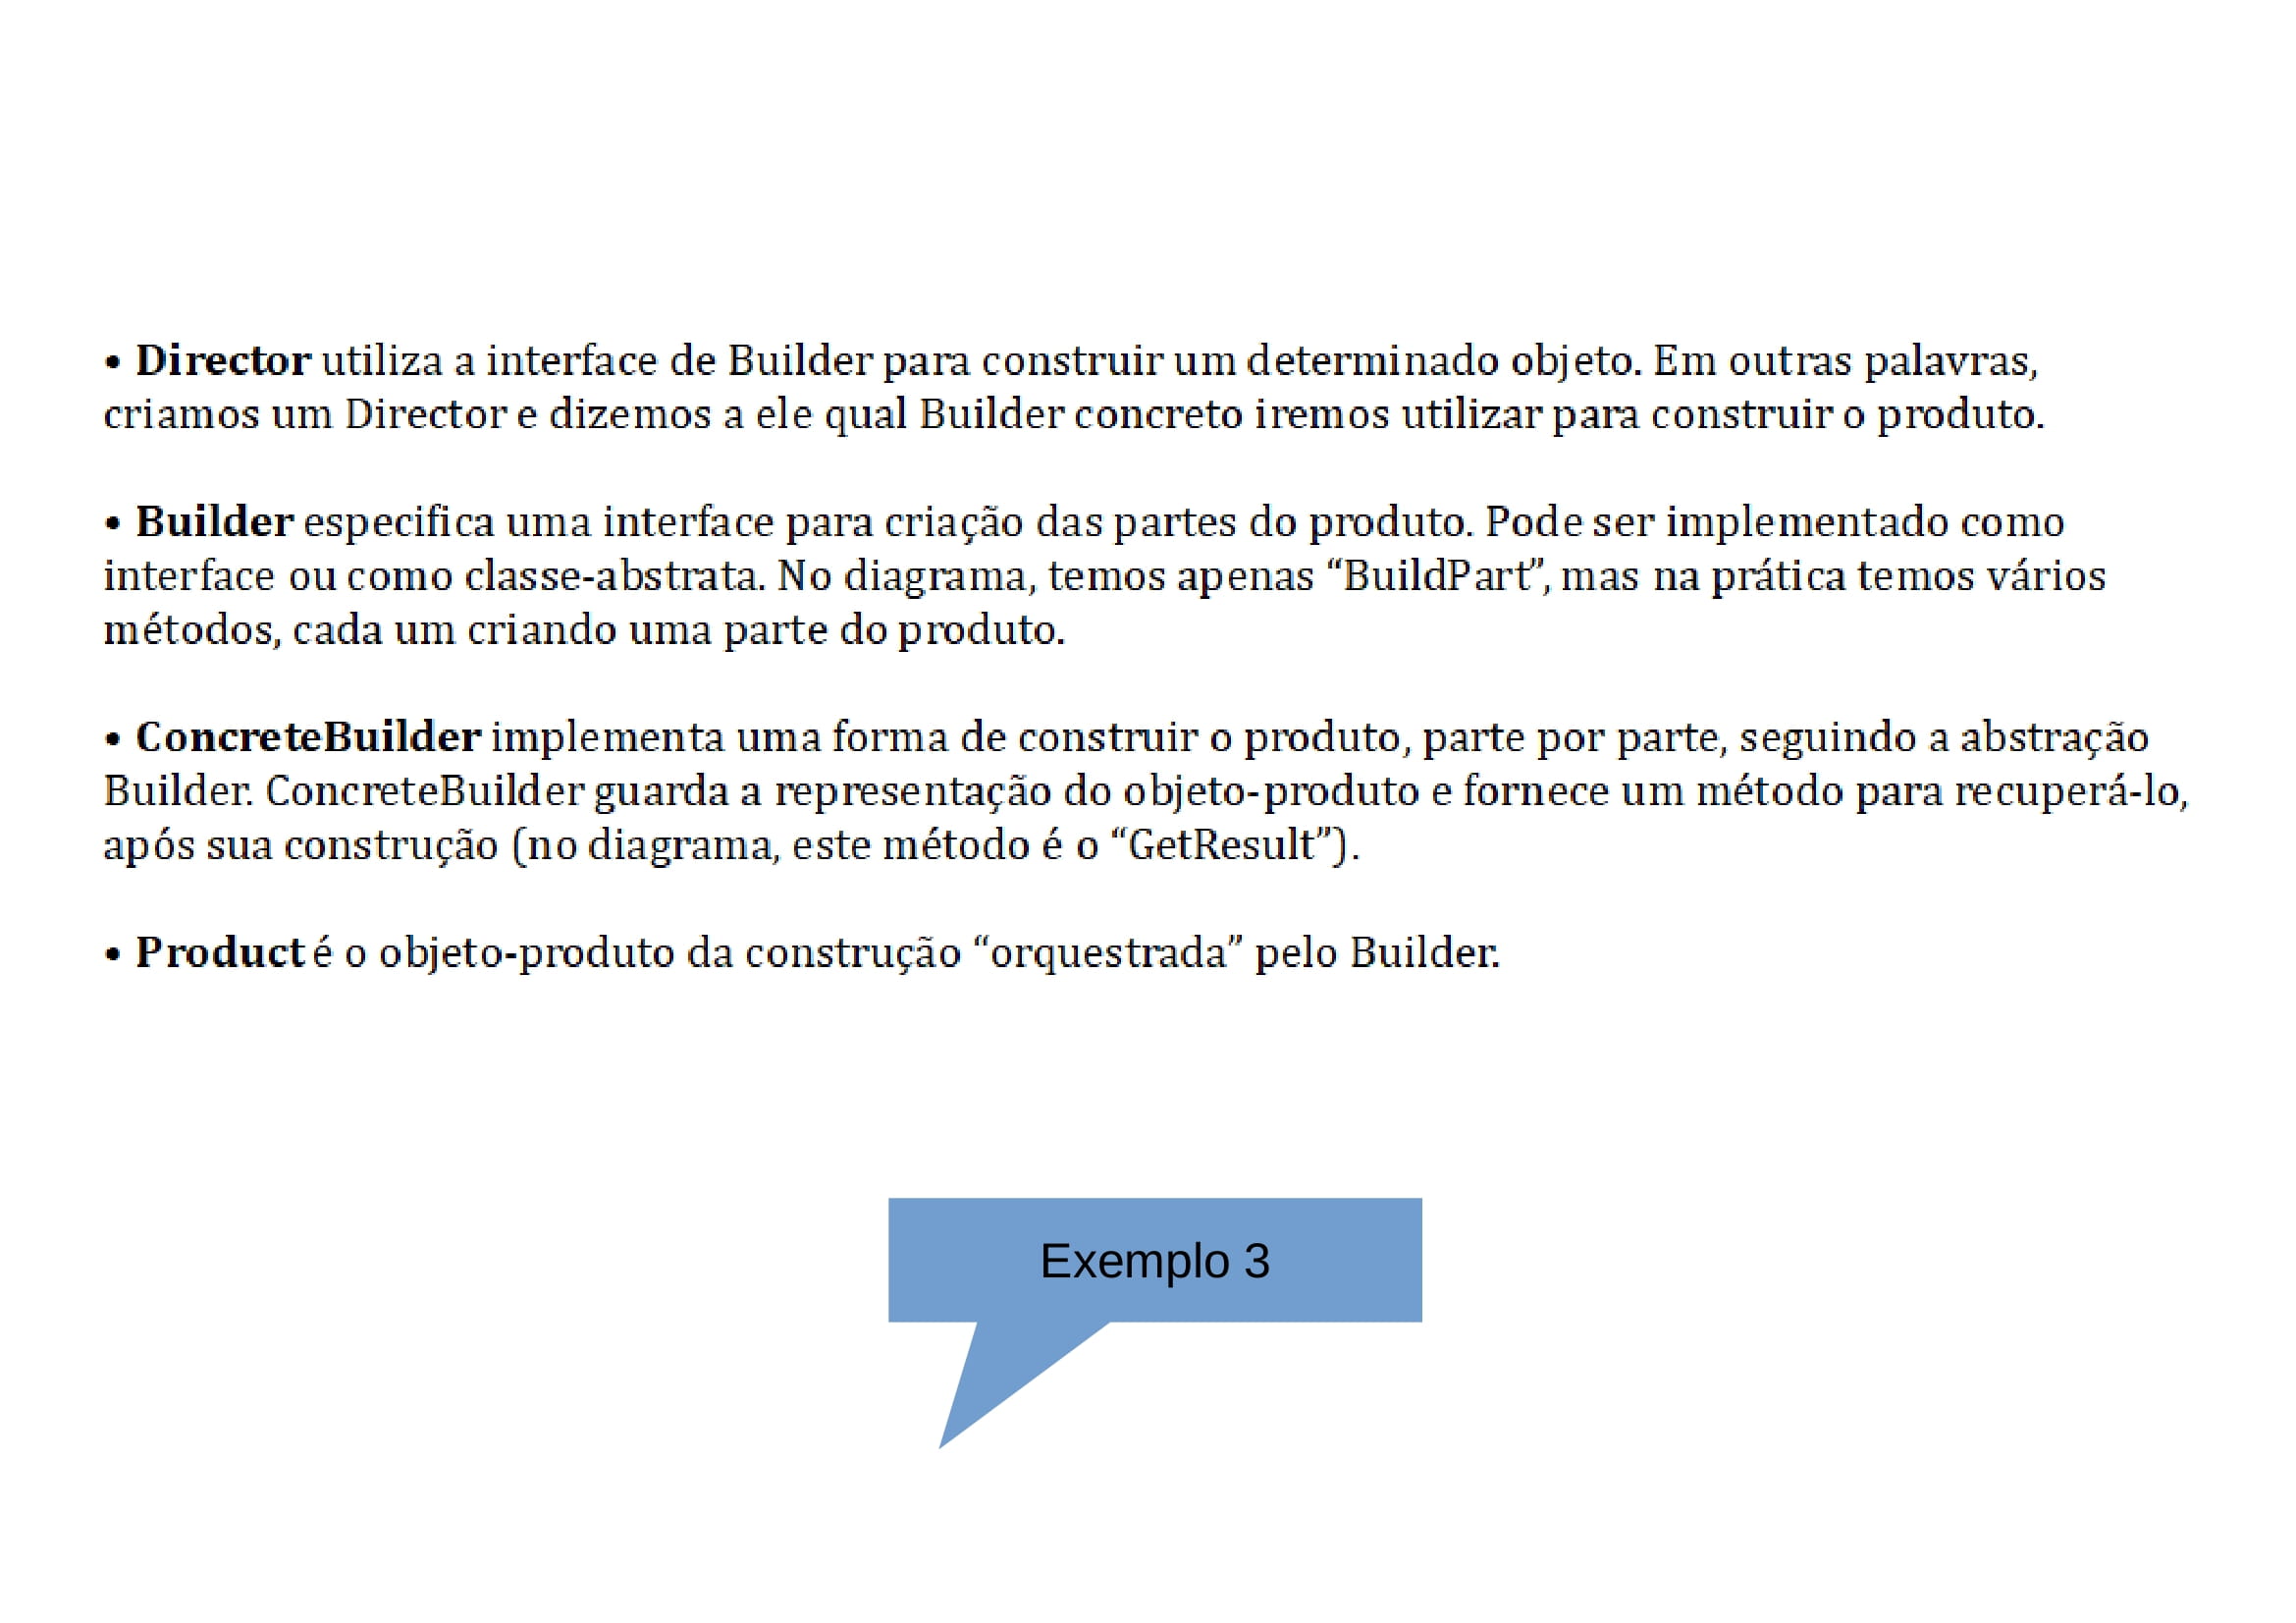 • Director utiliza a interface de Builder para construir um determinado objeto. Em outras palavras,
criamos um Director e dizemos a ele qual Builder concreto iremos utilizar para construir o produto.
• Builder especifica uma interface para criação das partes do produto. Pode ser implementado como
interface ou como classe-abstrata. No diagrama, temos apenas “BuildPart”, mas na prática temos vários
métodos, cada um criando uma parte do produto.
• ConcreteBuilder implementa uma forma de construir o produto, parte por parte, seguindo a abstração
Builder. ConcreteBuilder guarda a representação do objeto-produto e fornece um método para recuperá-lo,
após sua construção (no diagrama, este método é o “GetResult”).
• Product é o objeto-produto da construção “orquestrada” pelo Builder.
Exemplo 3